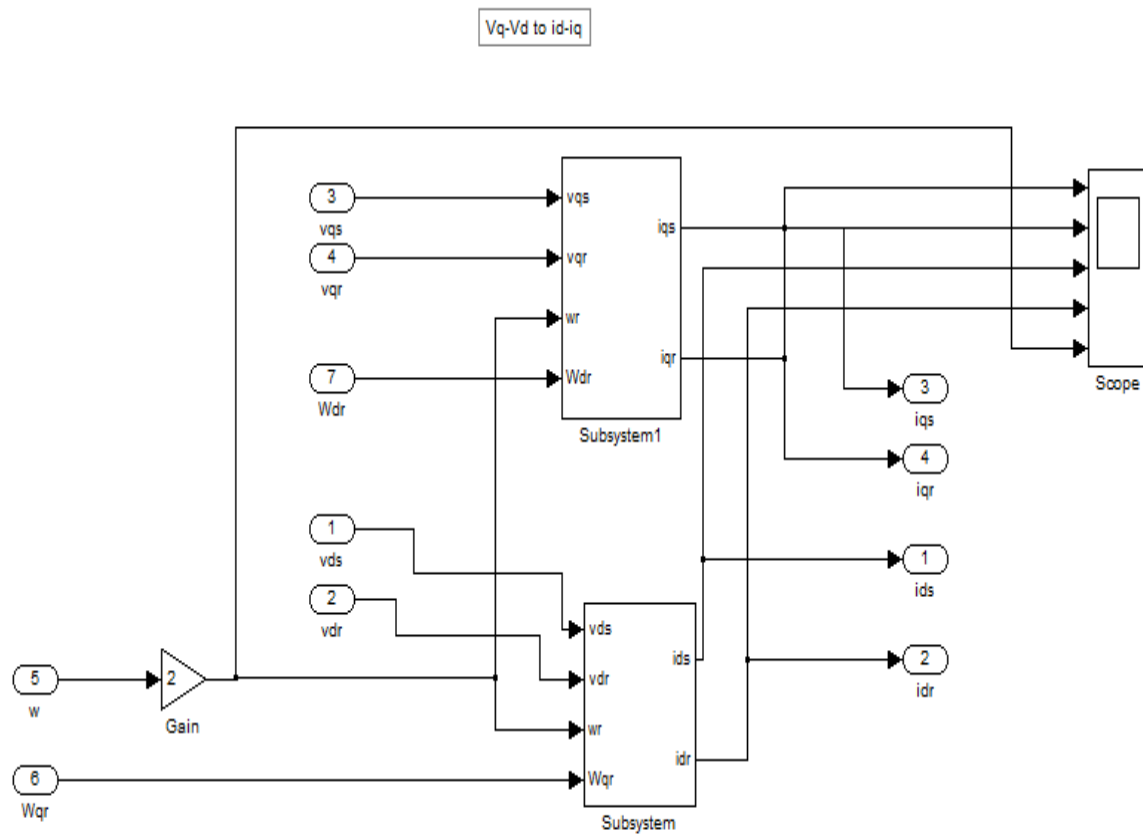 Vq-Vd to id-iq
3
vqs
4
vqr
7
Wdr
vqs
vqr
wr
Wdr
iqs
iqr
Subsystem1
Scope
3
iqs
4
iqr
1
ids
2
idr
1
vds
2
vdr
5
w
2
Gain
6
Wqr
vds
vdr
wr
Wqr
ids
idr
Subsystem